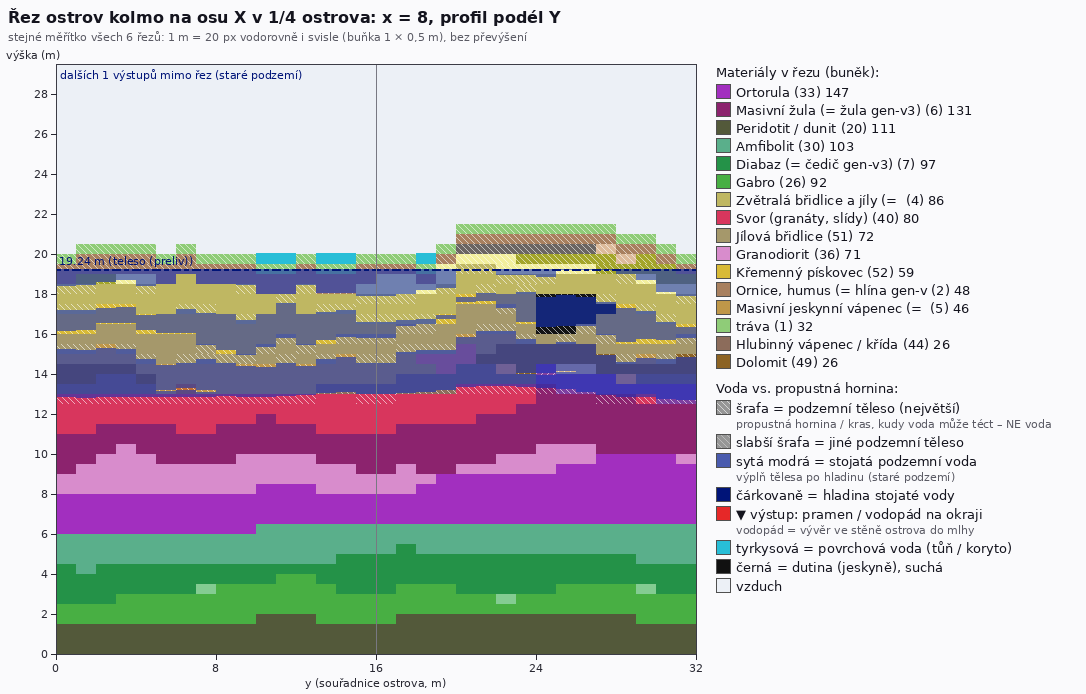 Řez ostrov kolmo na osu X v 1/4 ostrova: x = 8, profil podél Y
stejné měřítko všech 6 řezů: 1 m = 20 px vodorovně i svisle (buňka 1 × 0,5 m), bez převýšení
výška (m)
dalších 1 výstupů mimo řez (staré podzemí)
28
26
24
22
20
18
16
14
12
10
8
6
4
2
0
19.24 m (teleso (preliv))
0
8
16
24
32
y (souřadnice ostrova, m)
Materiály v řezu (buněk):
Ortorula (33) 147
Masivní žula (= žula gen-v3) (6) 131
Peridotit / dunit (20) 111
Amfibolit (30) 103
Diabaz (= čedič gen-v3) (7) 97
Gabro (26) 92
Zvětralá břidlice a jíly (=  (4) 86
Svor (granáty, slídy) (40) 80
Jílová břidlice (51) 72
Granodiorit (36) 71
Křemenný pískovec (52) 59
Ornice, humus (= hlína gen-v (2) 48
Masivní jeskynní vápenec (=  (5) 46
tráva (1) 32
Hlubinný vápenec / křída (44) 26
Dolomit (49) 26
Voda vs. propustná hornina:
šrafa = podzemní těleso (největší)
propustná hornina / kras, kudy voda může téct – NE voda
slabší šrafa = jiné podzemní těleso
sytá modrá = stojatá podzemní voda
výplň tělesa po hladinu (staré podzemí)
čárkovaně = hladina stojaté vody
▼ výstup: pramen / vodopád na okraji
vodopád = vývěr ve stěně ostrova do mlhy
tyrkysová = povrchová voda (tůň / koryto)
černá = dutina (jeskyně), suchá
vzduch